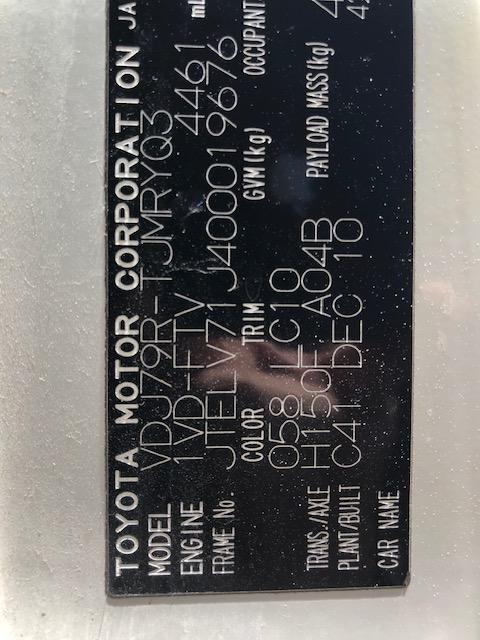 TOYOTA MOTOR CORPORATION JA
MODEL VDJ79R-TJMRYQ3
ENGINE 1VD-FTV 4461 mL
FRAME No. JTELV71J400019676
COLOR TRIM GVM(kg) OCCUPANT
058 LC10
TRANS./AXLE H150F A04B PAYLOAD MASS(kg)
PLANT/BUILT C41 DEC 10
CAR NAME